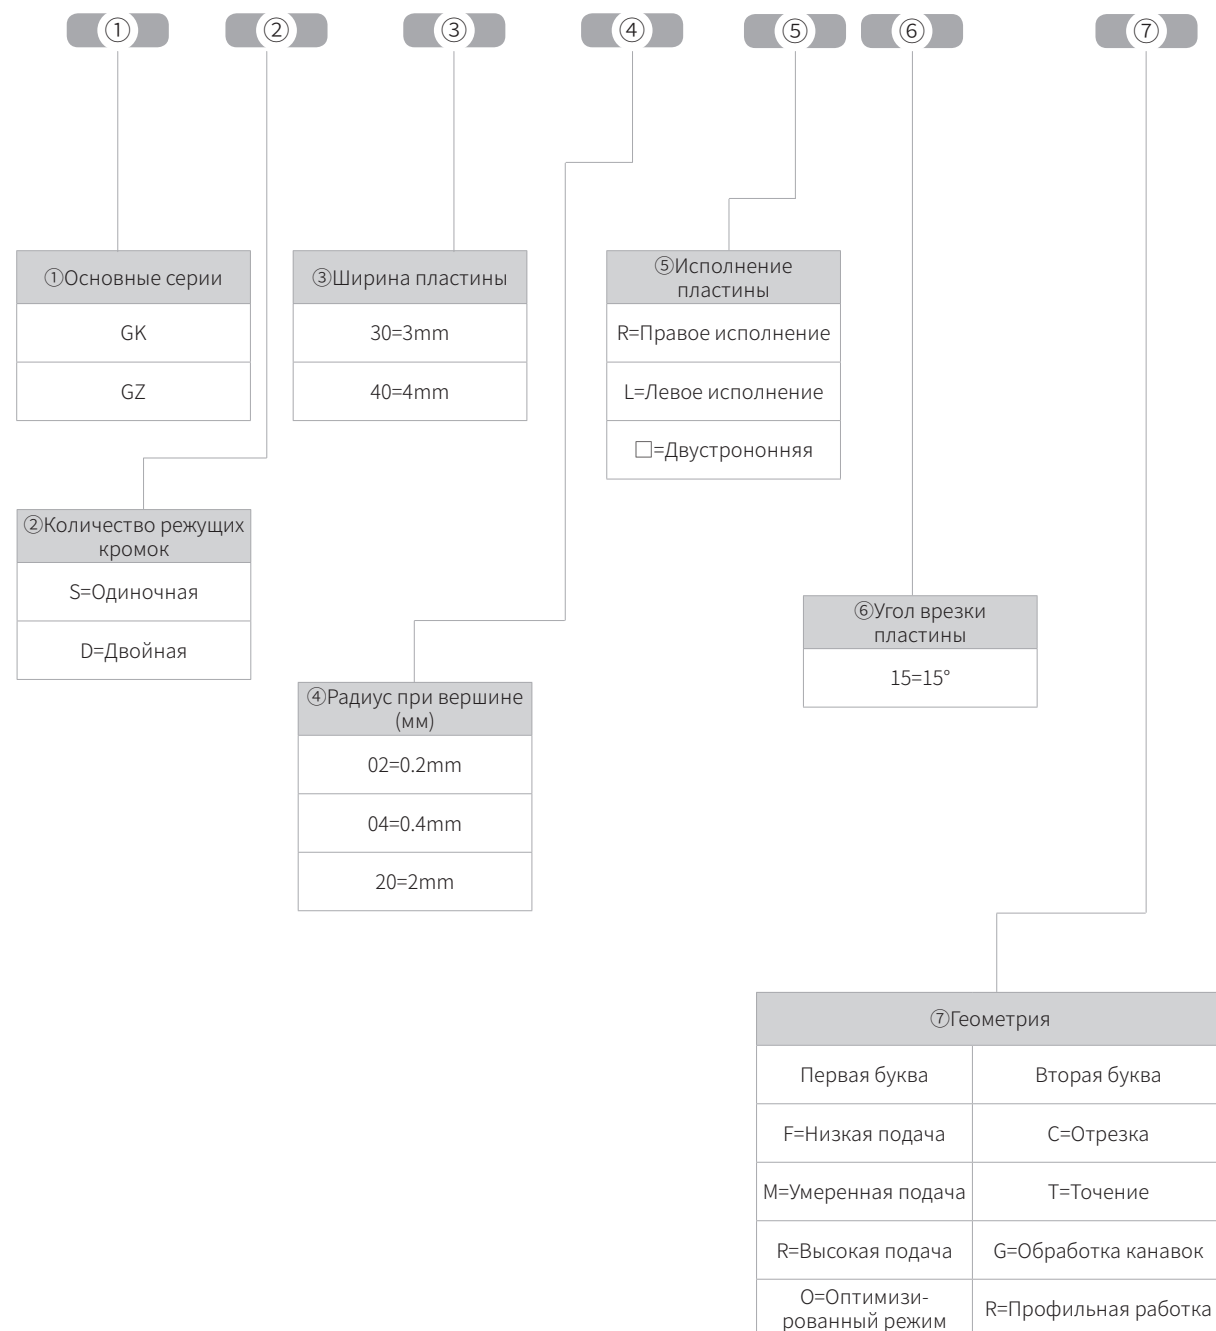 ① ② ③ ④ ⑤ ⑥ ⑦
①Основные серии
GK
GZ
③Ширина пластины
30=3mm
40=4mm
⑤Исполнение
пластины
R=Правое исполнение
L=Левое исполнение
□=Двустрононняя
②Количество режущих
кромок
S=Одиночная
D=Двойная
⑥Угол врезки
пластины
15=15°
④Радиус при вершине
(мм)
02=0.2mm
04=0.4mm
20=2mm
⑦Геометрия
Первая буква
Вторая буква
F=Низкая подача
C=Отрезка
M=Умеренная подача
T=Точение
R=Высокая подача
G=Обработка канавок
O=Оптимизи-
рованный режим
R=Профильная работка